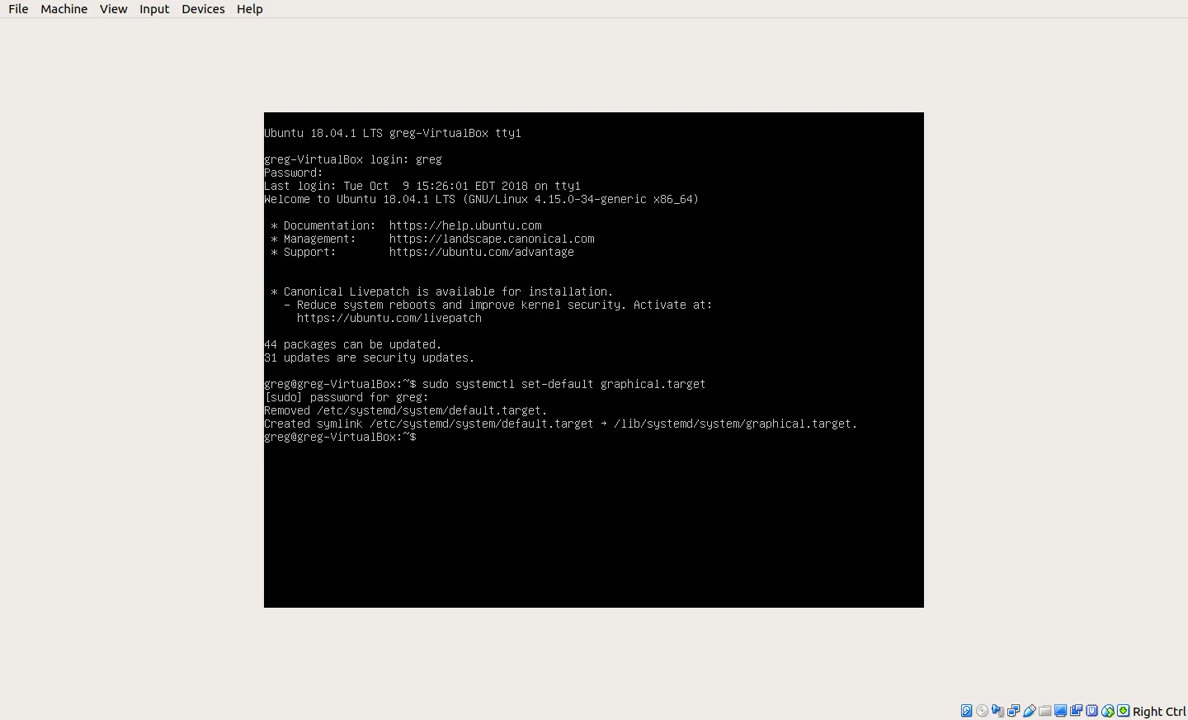 File Machine View Input Devices Help
Ubuntu 18.04.1 LTS greg-VirtualBox tty1
greg-VirtualBox login: greg
Password:
Last login: Tue Oct  9 15:26:01 EDT 2018 on tty1
Welcome to Ubuntu 18.04.1 LTS (GNU/Linux 4.15.0-34-generic x86_64)
* Documentation:  https://help.ubuntu.com
* Management:     https://landscape.canonical.com
* Support:        https://ubuntu.com/advantage
* Canonical Livepatch is available for installation.
- Reduce system reboots and improve kernel security. Activate at:
https://ubuntu.com/livepatch
44 packages can be updated.
31 updates are security updates.
greg@greg-VirtualBox:~$ sudo systemctl set-default graphical.target
[sudo] password for greg:
Removed /etc/systemd/system/default.target.
Created symlink /etc/systemd/system/default.target → /lib/systemd/system/graphical.target.
greg@greg-VirtualBox:~$
Right Ctrl